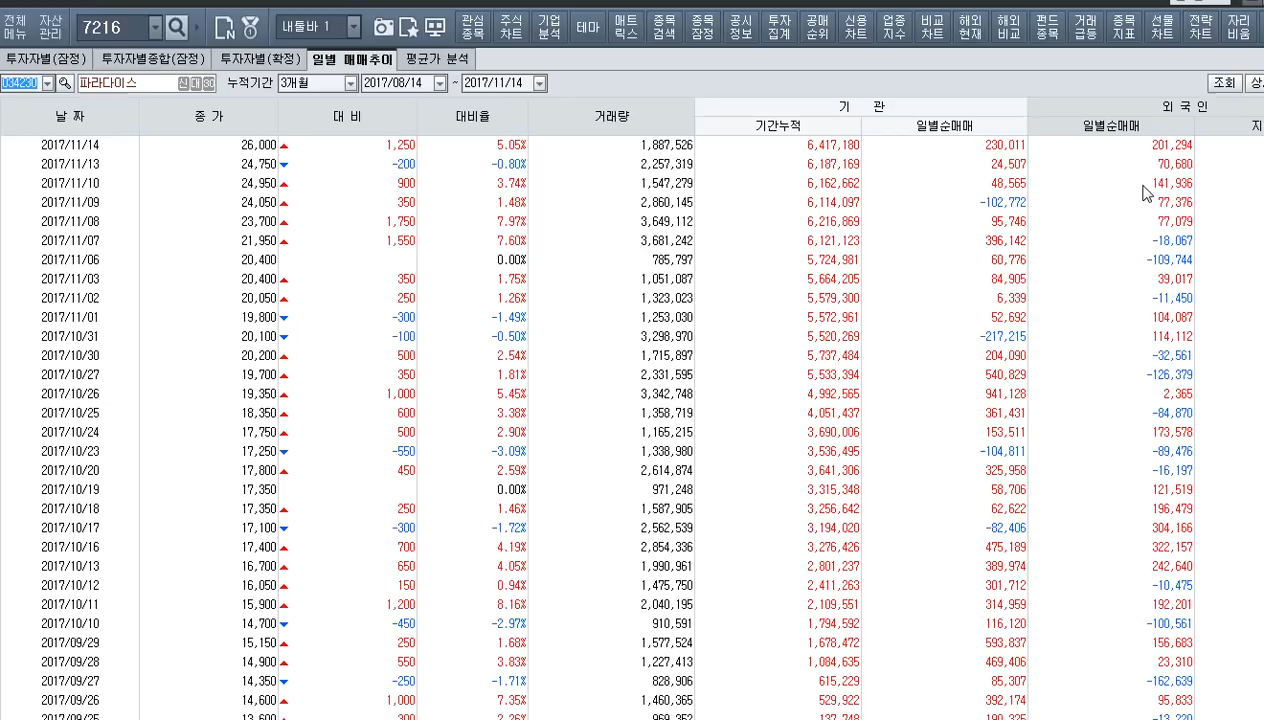 전체 자산 7216 내툴바 1 관심 주식 기업 테마 매트 종목 종목 공시 투자 공매 신용 업종 비교 해외 해외 펀드 거래 종목 선물 전략 자리
메뉴 관리 종목 차트 분석 릭스 검색 잠정 정보 집계 순위 차트 지수 차트 현재 비교 종목 급등 지표 차트 차트 비움
투자자별(잠정) 투자자별종합(잠정) 투자자별(확정) 일별 매매추이 평균가 분석
034230 파라다이스 신 대 30 누적기간 3개월 2017/08/14 ~ 2017/11/14 조회
날 짜 종 가 대 비 대비율 거래량 기 관 외 국 인
기간누적 일별순매매 일별순매매 지
2017/11/14 26,000 ▲ 1,250 5.05% 1,887,526 6,417,180 230,011 201,294
2017/11/13 24,750 ▼ -200 -0.80% 2,257,319 6,187,169 24,507 70,680
2017/11/10 24,950 ▲ 900 3.74% 1,547,279 6,162,662 48,565 141,936
2017/11/09 24,050 ▲ 350 1.48% 2,860,145 6,114,097 -102,772 77,376
2017/11/08 23,700 ▲ 1,750 7.97% 3,649,112 6,216,869 95,746 77,079
2017/11/07 21,950 ▲ 1,550 7.60% 3,681,242 6,121,123 396,142 -18,067
2017/11/06 20,400 0.00% 785,797 5,724,981 60,776 -109,744
2017/11/03 20,400 ▲ 350 1.75% 1,051,087 5,664,205 84,905 39,017
2017/11/02 20,050 ▲ 250 1.26% 1,323,023 5,579,300 6,339 -11,450
2017/11/01 19,800 ▼ -300 -1.49% 1,253,030 5,572,961 52,692 104,087
2017/10/31 20,100 ▼ -100 -0.50% 3,298,970 5,520,269 -217,215 114,112
2017/10/30 20,200 ▲ 500 2.54% 1,715,897 5,737,484 204,090 -32,561
2017/10/27 19,700 ▲ 350 1.81% 2,331,595 5,533,394 540,829 -126,379
2017/10/26 19,350 ▲ 1,000 5.45% 3,342,748 4,992,565 941,128 2,365
2017/10/25 18,350 ▲ 600 3.38% 1,358,719 4,051,437 361,431 -84,870
2017/10/24 17,750 ▲ 500 2.90% 1,165,215 3,690,006 153,511 173,578
2017/10/23 17,250 ▼ -550 -3.09% 1,338,980 3,536,495 -104,811 -89,476
2017/10/20 17,800 ▲ 450 2.59% 2,614,874 3,641,306 325,958 -16,197
2017/10/19 17,350 0.00% 971,248 3,315,348 58,706 121,519
2017/10/18 17,350 ▲ 250 1.46% 1,587,905 3,256,642 62,622 196,479
2017/10/17 17,100 ▼ -300 -1.72% 2,562,539 3,194,020 -82,406 304,166
2017/10/16 17,400 ▲ 700 4.19% 2,854,336 3,276,426 475,189 322,157
2017/10/13 16,700 ▲ 650 4.05% 1,990,961 2,801,237 389,974 242,640
2017/10/12 16,050 ▲ 150 0.94% 1,475,750 2,411,263 301,712 -10,475
2017/10/11 15,900 ▲ 1,200 8.16% 2,040,195 2,109,551 314,959 192,201
2017/10/10 14,700 ▼ -450 -2.97% 910,591 1,794,592 116,120 -100,561
2017/09/29 15,150 ▲ 250 1.68% 1,577,524 1,678,472 593,837 156,683
2017/09/28 14,900 ▲ 550 3.83% 1,227,413 1,084,635 469,406 23,310
2017/09/27 14,350 ▼ -250 -1.71% 828,906 615,229 85,307 -162,639
2017/09/26 14,600 ▲ 1,000 7.35% 1,460,365 529,922 392,174 95,833
2017/09/25 13,600 ▲ 300 2.26% 969,352 137,748 190,325 -13,220